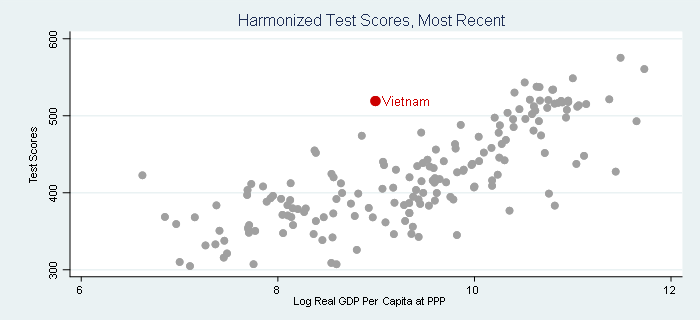 Harmonized Test Scores, Most Recent
600
500
400
300
Test Scores
Vietnam
6
8
10
12
Log Real GDP Per Capita at PPP